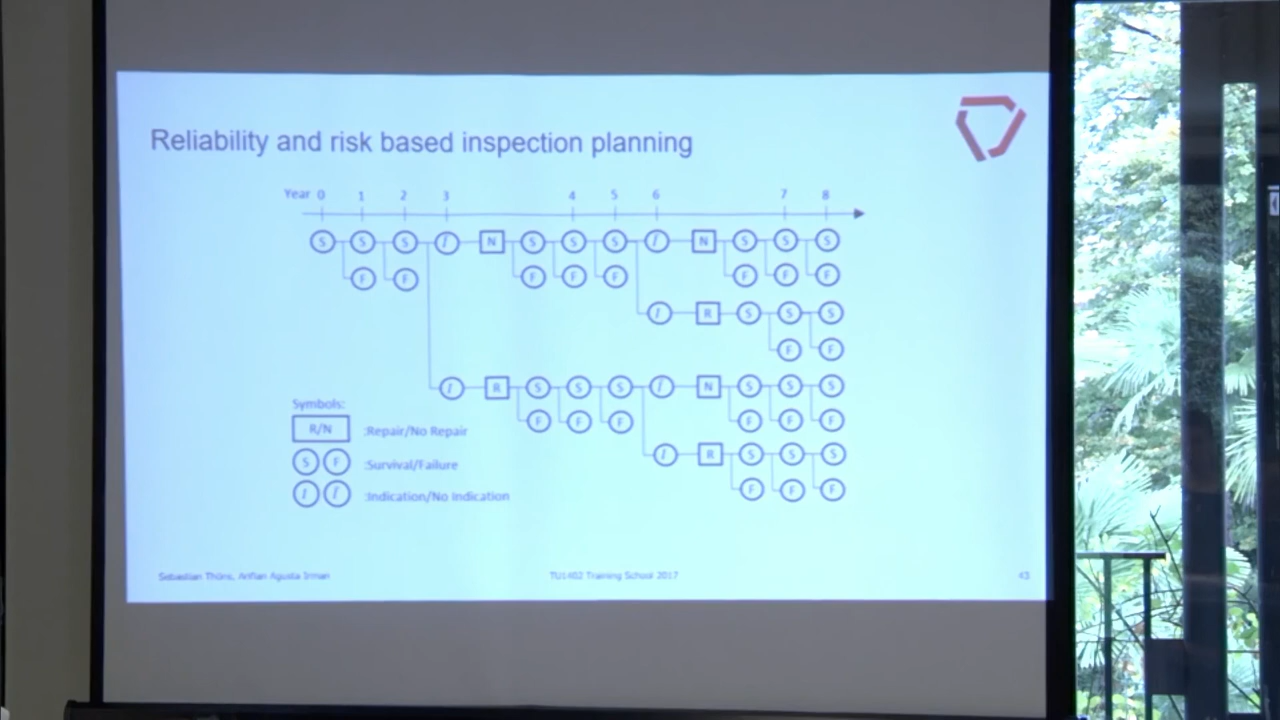 Reliability and risk based inspection planning
Year 0 1 2 3 4 5 6 7 8
S S S I N S S S I N S S S
F F F F F F F F
I R S S S
F F
I R S S S I N S S S
F F F F F F
I R S S S
F F F
Symbols:
R/N :Repair/No Repair
S F :Survival/Failure
I I :Indication/No Indication
Sebastian Thöns, Arifian Agusta Irman TU1402 Training School 2017 43